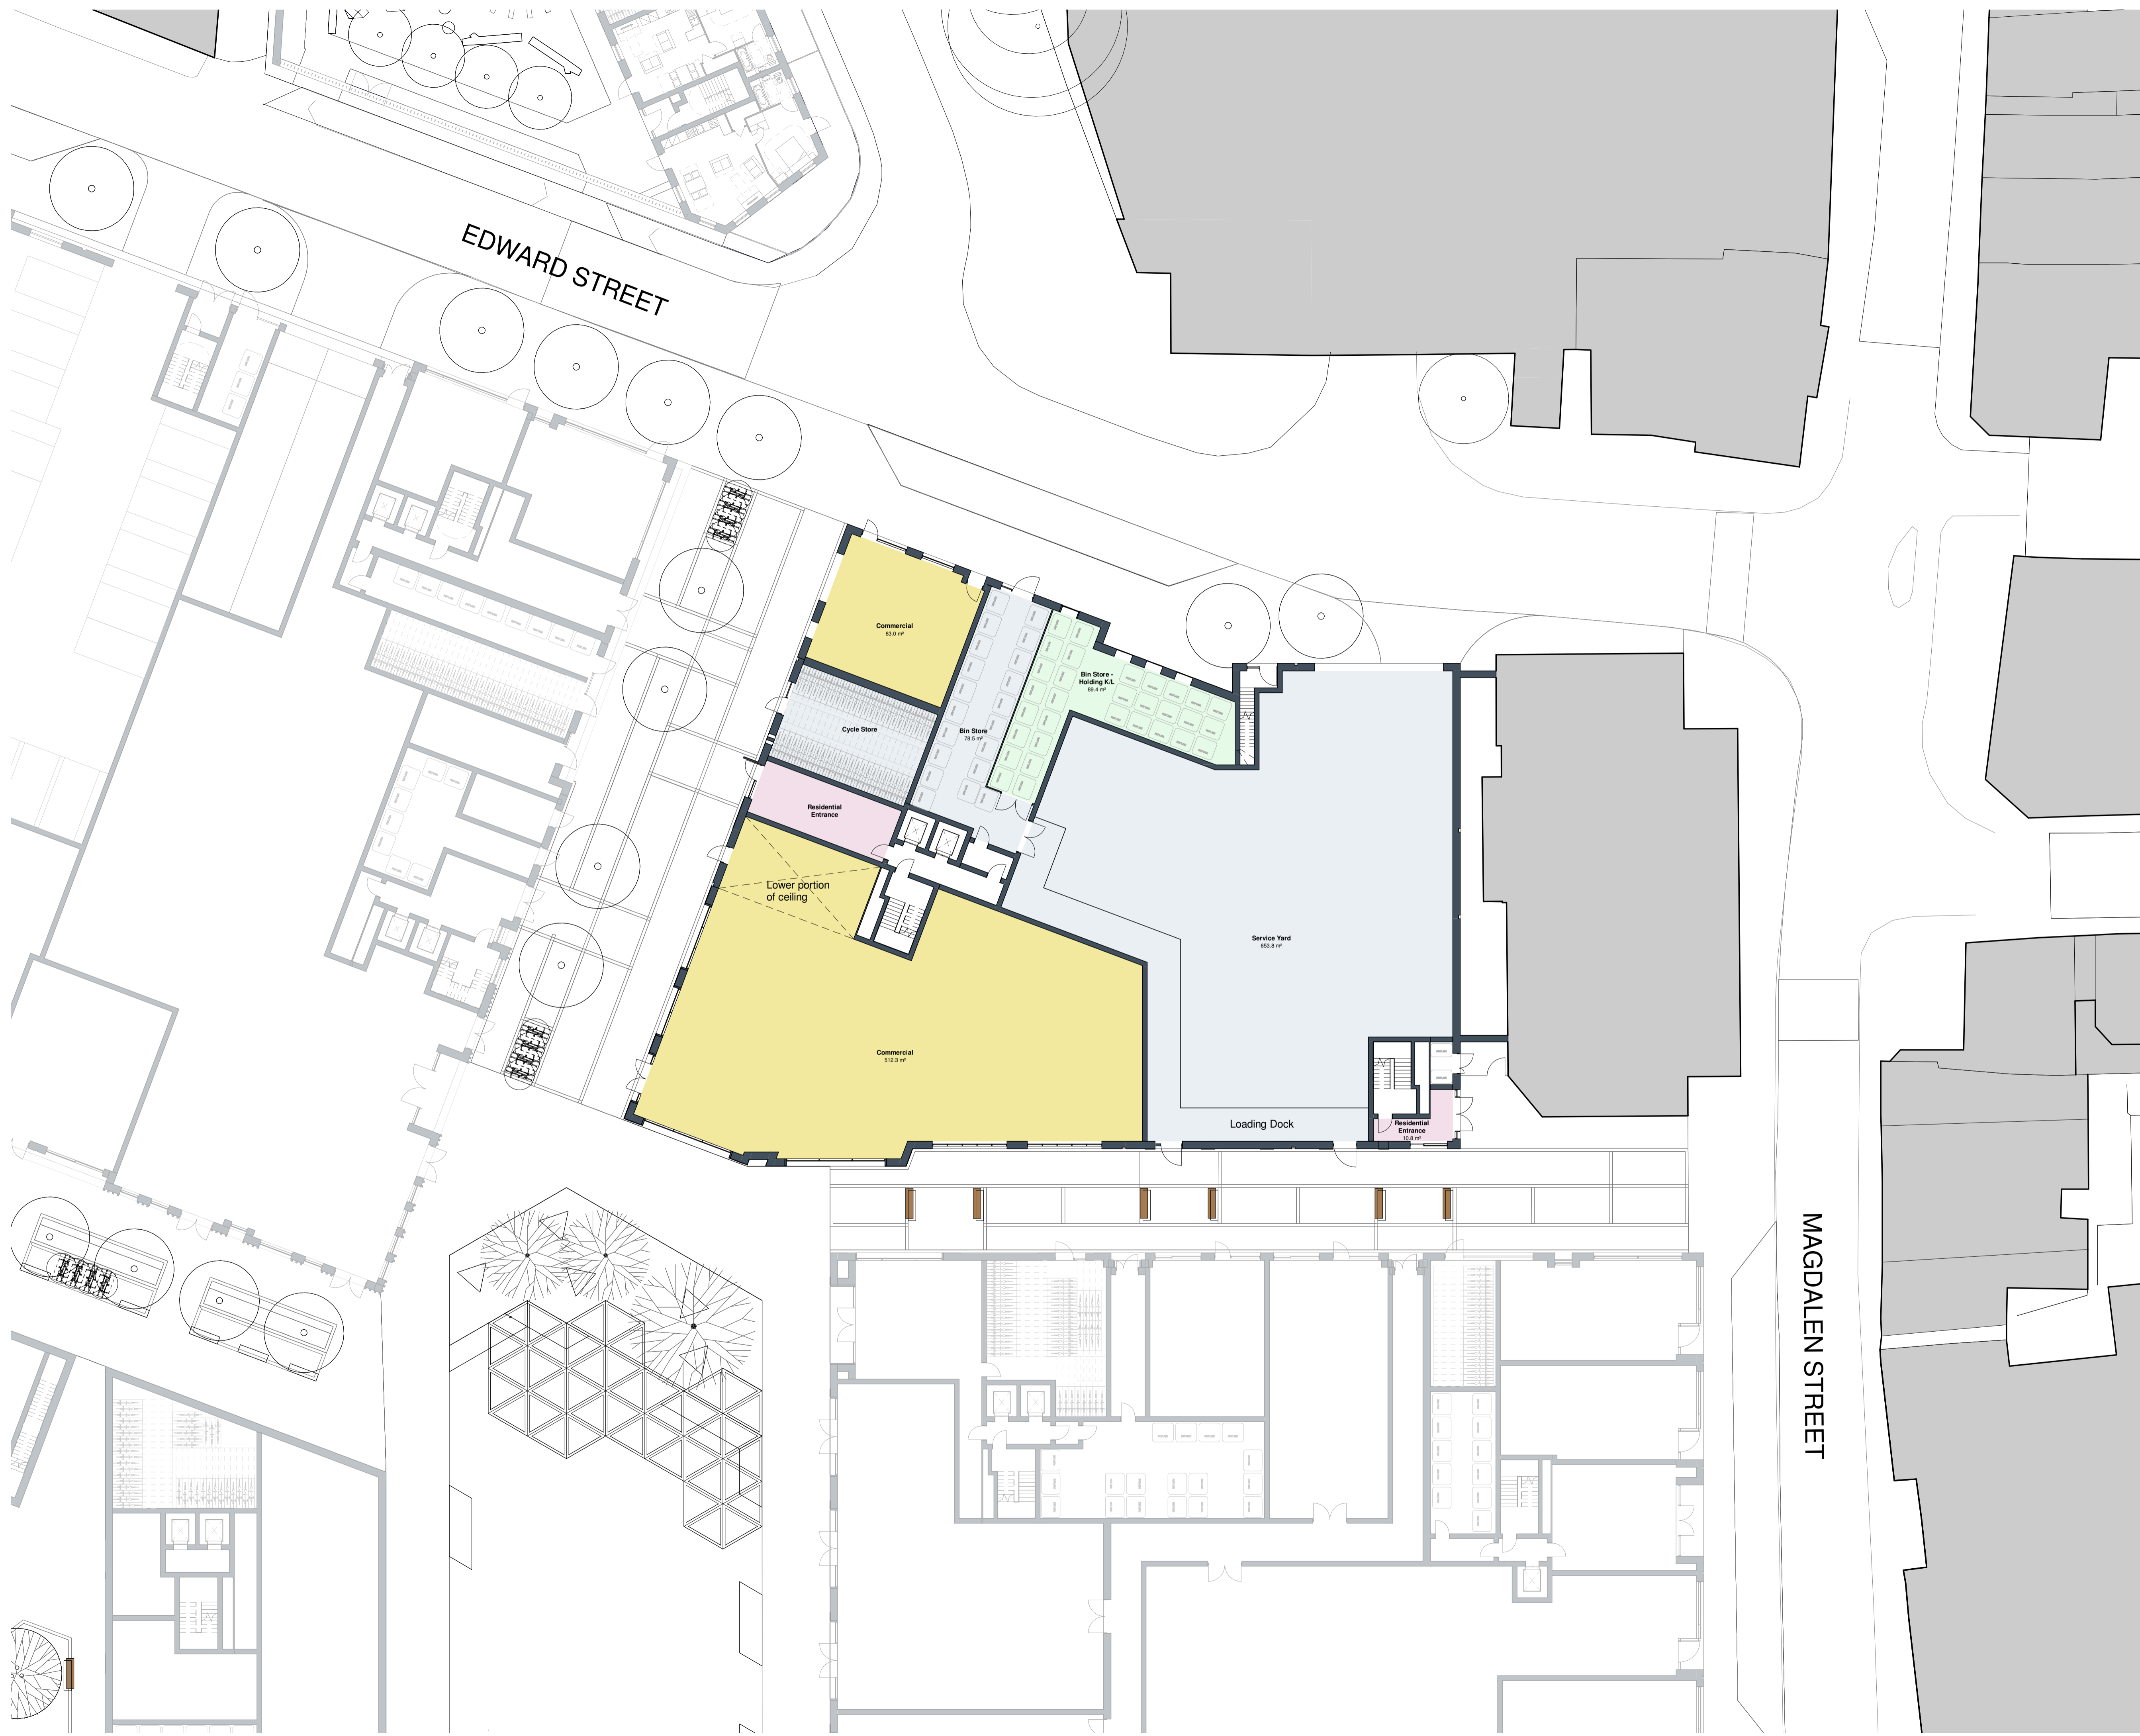 EDWARD STREET
Commercial
83.0 m²
Bin Store -
Holding K/L
89.4 m²
Cycle Store
Bin Store
78.5 m²
Residential
Entrance
Lower portion
of ceiling
Service Yard
653.8 m²
Commercial
512.3 m²
Loading Dock
Residential
Entrance
10.8 m²
MAGDALEN STREET